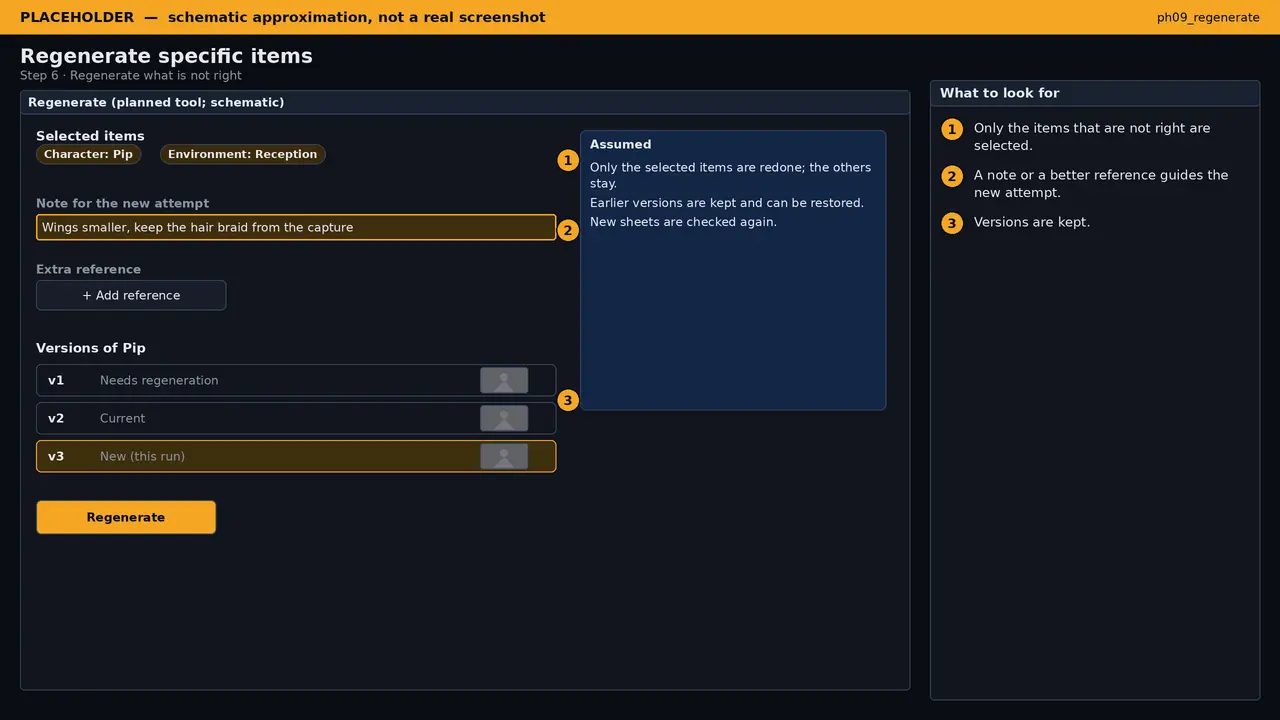 PLACEHOLDER — schematic approximation, not a real screenshot
ph09_regenerate
Regenerate specific items
Step 6 · Regenerate what is not right
Regenerate (planned tool; schematic)
Selected items
Character: Pip
Environment: Reception
Note for the new attempt
Wings smaller, keep the hair braid from the capture
Extra reference
+ Add reference
Versions of Pip
v1 Needs regeneration
v2 Current
v3 New (this run)
Regenerate
1
2
3
Assumed
Only the selected items are redone; the others
stay.
Earlier versions are kept and can be restored.
New sheets are checked again.
What to look for
1 Only the items that are not right are
selected.
2 A note or a better reference guides the
new attempt.
3 Versions are kept.